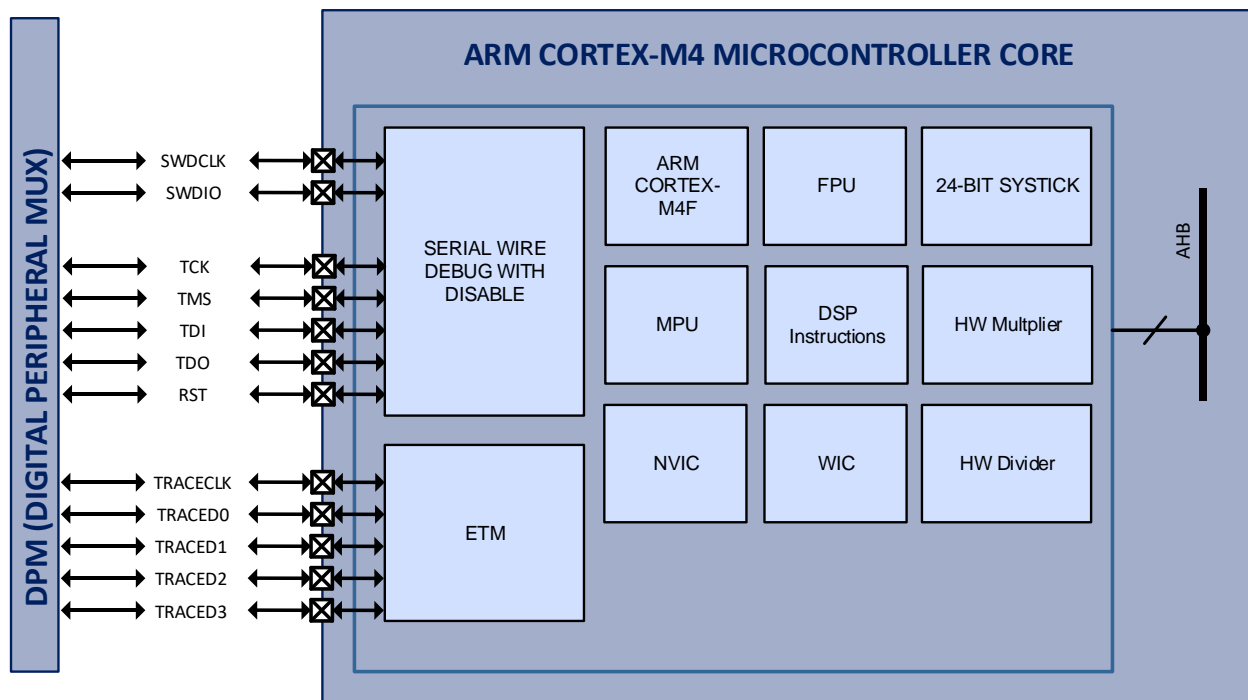 ARM CORTEX-M4 MICROCONTROLLER CORE
DPM (DIGITAL PERIPHERAL MUX)
SWDCLK
SWDIO
TCK
TMS
TDI
TDO
RST
TRACECLK
TRACED0
TRACED1
TRACED2
TRACED3
SERIAL WIRE
DEBUG WITH
DISABLE
ETM
ARM
CORTEX-
M4F
FPU
24-BIT SYSTICK
MPU
DSP
Instructions
HW Multplier
NVIC
WIC
HW Divider
AHB